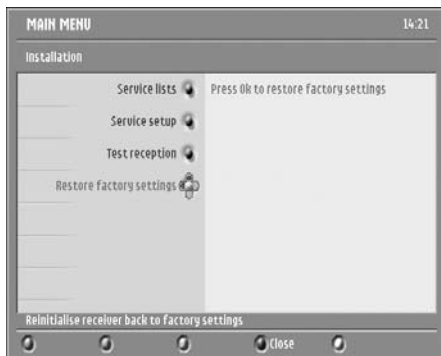 MAIN MENU 14:21
Installation
Service lists
Press Ok to restore factory settings
Service setup
Test reception
Restore factory settings
Reinitialise receiver back to factory settings
Close